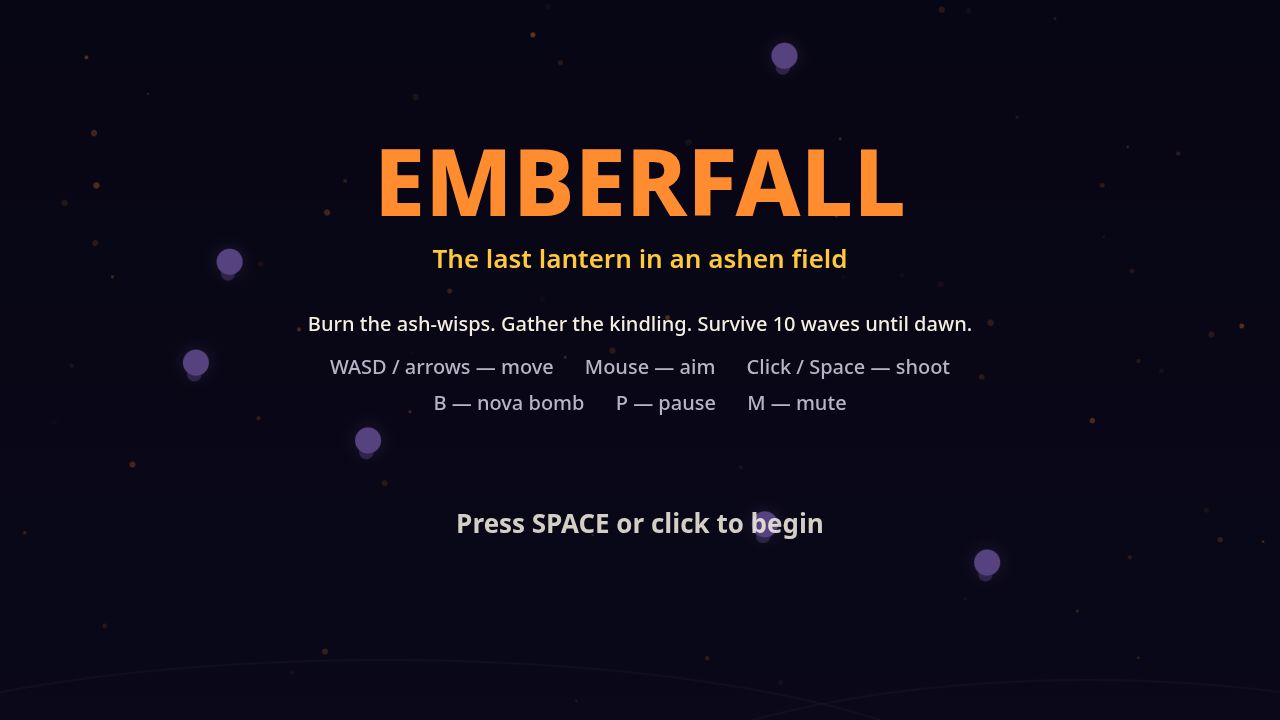 EMBERFALL
The last lantern in an ashen field
Burn the ash-wisps. Gather the kindling. Survive 10 waves until dawn.
WASD / arrows — move Mouse — aim Click / Space — shoot
B — nova bomb P — pause M — mute
Press SPACE or click to begin